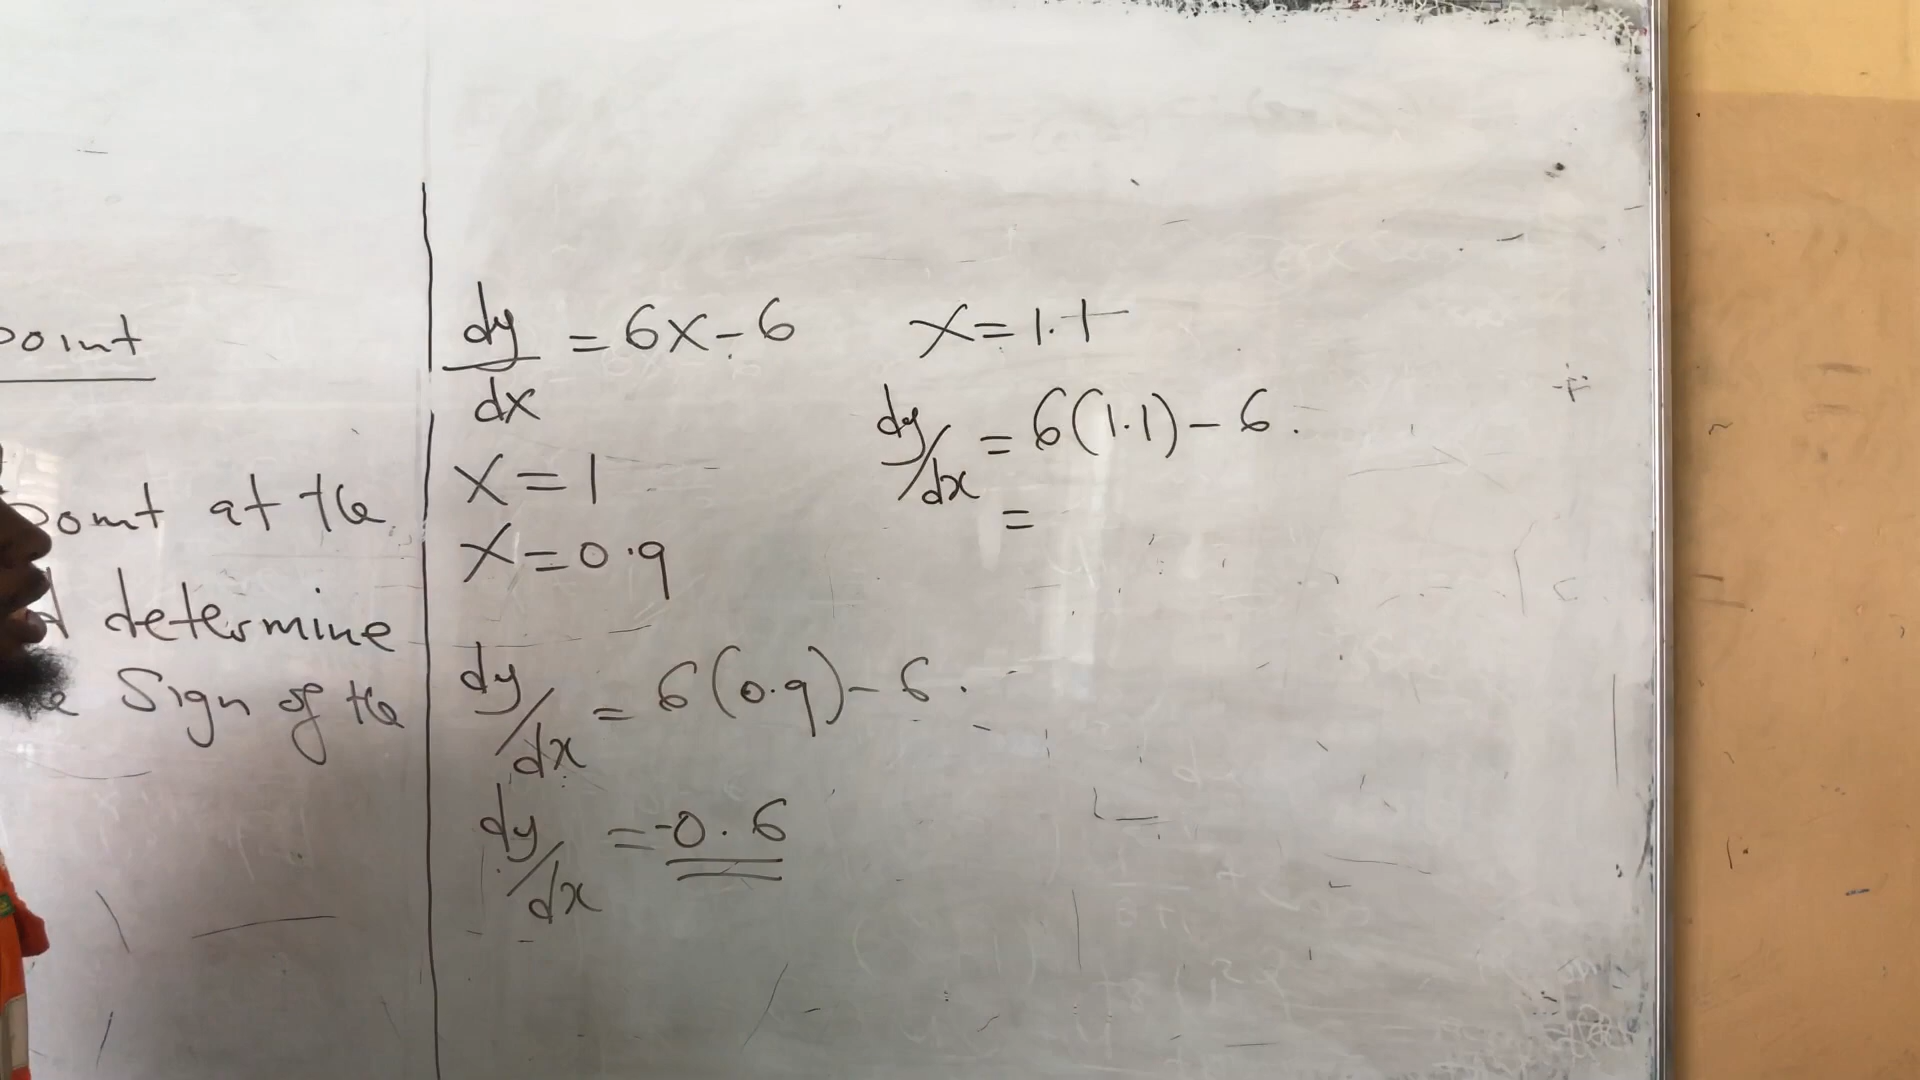 point
point at the
determine
Sign of the
dy/dx = 6x - 6
x = 1
x = 0.9
dy/dx = 6(0.9) - 6.
dy/dx = -0.6
x = 1.1
dy/dx = 6(1.1) - 6.
=